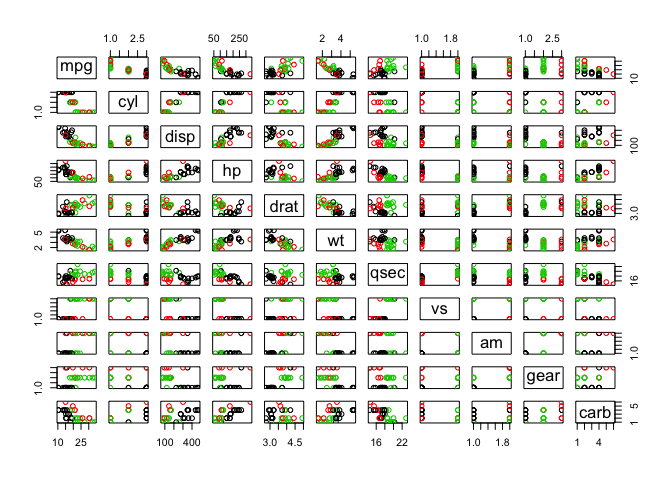 1.0 2.5 50 250 2 4 1.0 1.8 1.0 2.5
mpg 10
1.0 cyl
disp 100
50 hp
drat 3.0
2 5 wt
qsec 16
1.0 vs
am 1.0
1.0 gear
carb 1 5
10 25 100 400 3.0 4.5 16 22 1.0 1.8 1 4